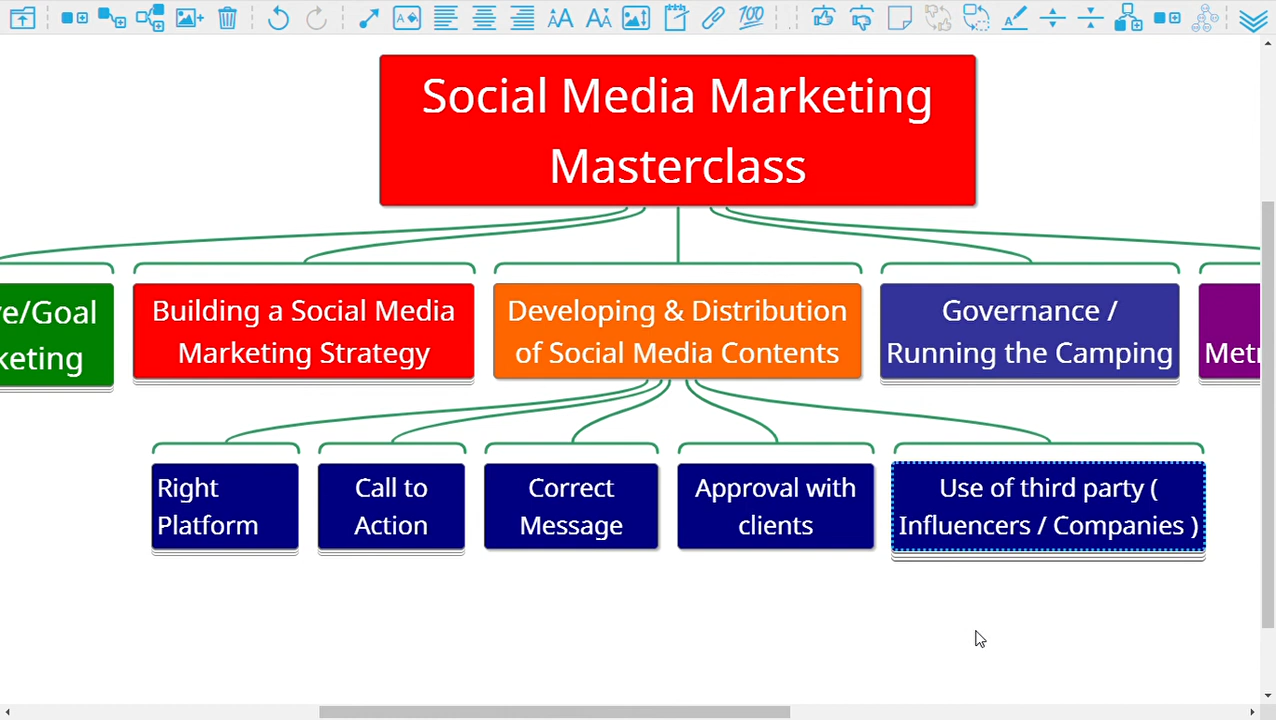 100
Social Media Marketing
Masterclass
ve/Goal
keting
Building a Social Media
Marketing Strategy
Developing & Distribution
of Social Media Contents
Governance /
Running the Camping
Metr
Right
Platform
Call to
Action
Correct
Message
Approval with
clients
Use of third party (
Influencers / Companies )